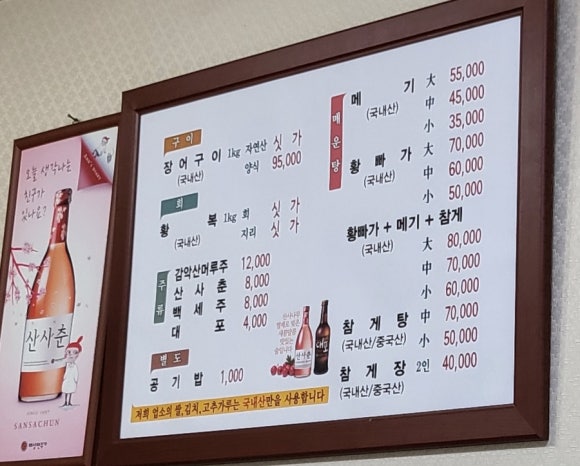 오늘 생각나는
친구가
있나요?
산사춘
SINCE 1997
SANSACHUN
구이
장어구이 1kg 자연산 싯가
(국내산) 양식 95,000
회
황복 1kg 회 싯가
(국내산) 지리 싯가
주류
감악산머루주 12,000
산사춘 8,000
백세주 8,000
대포 4,000
별도
공기밥 1,000
저희 업소의 쌀,김치,고추가루는 국내산만을 사용합니다
산사춘
매운탕
메기 大 55,000
(국내산) 中 45,000
小 35,000
황빠가 大 70,000
(국내산) 中 60,000
小 50,000
황빠가+메기+참게
(국내산) 大 80,000
中 70,000
小 60,000
참게탕 中 70,000
(국내산/중국산) 小 50,000
참게장 2인 40,000
(국내산/중국산)